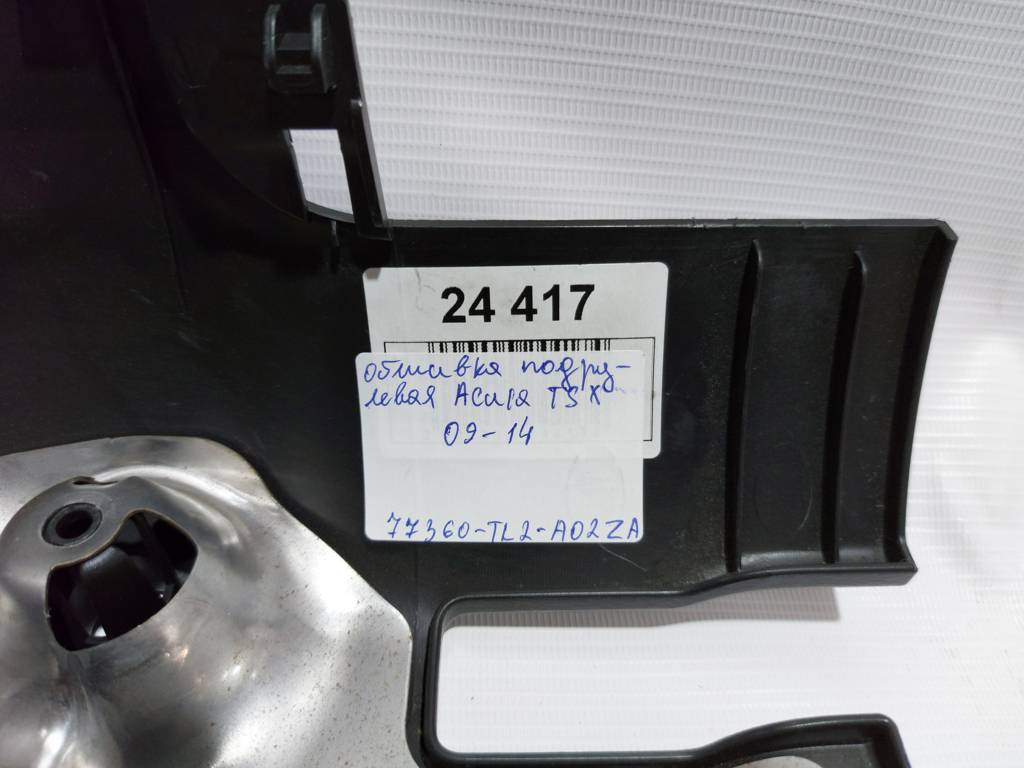 24 417
обшивка подру-
левая Acura TSX
09-14
77360-TL2-A02ZA